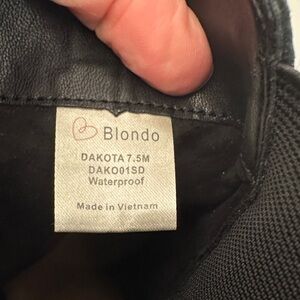 Blondo
DAKOTA 7.5M
DAKO01SD
Waterproof
Made in Vietnam